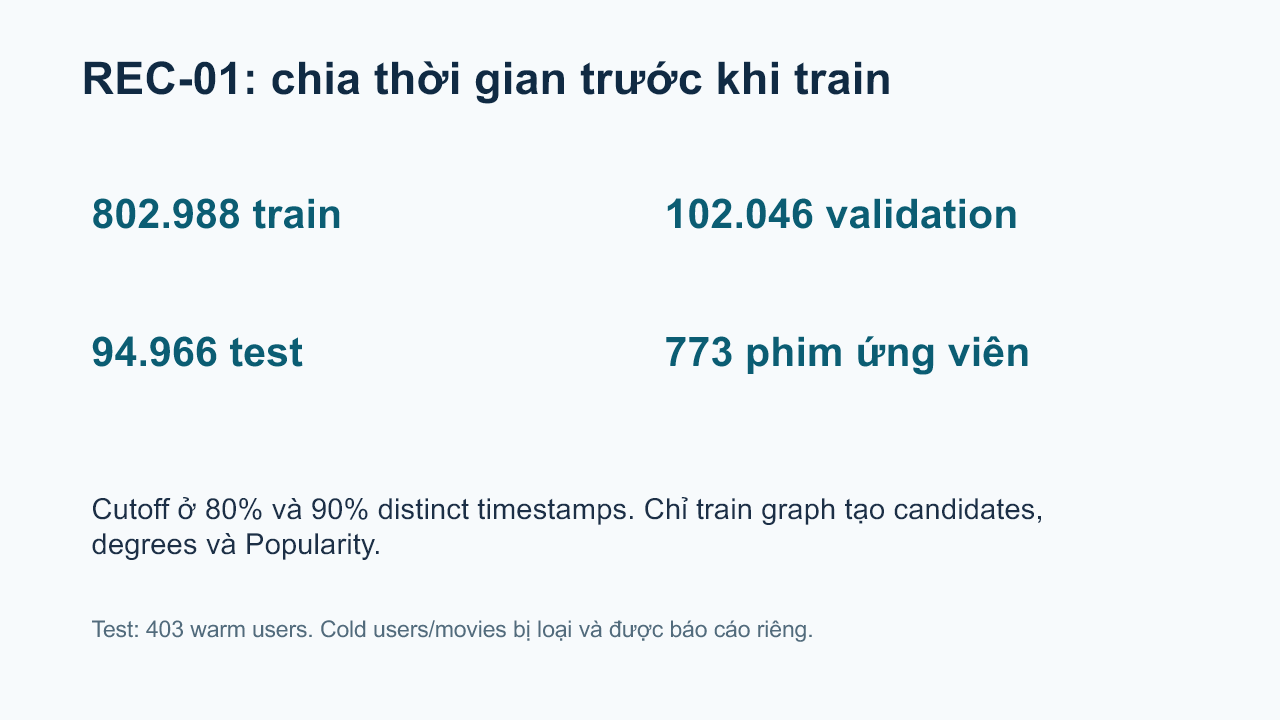 REC-01: chia thời gian trước khi train
802.988 train
102.046 validation
94.966 test
773 phim ứng viên
Cutoff ở 80% và 90% distinct timestamps. Chỉ train graph tạo candidates,
degrees và Popularity.
Test: 403 warm users. Cold users/movies bị loại và được báo cáo riêng.